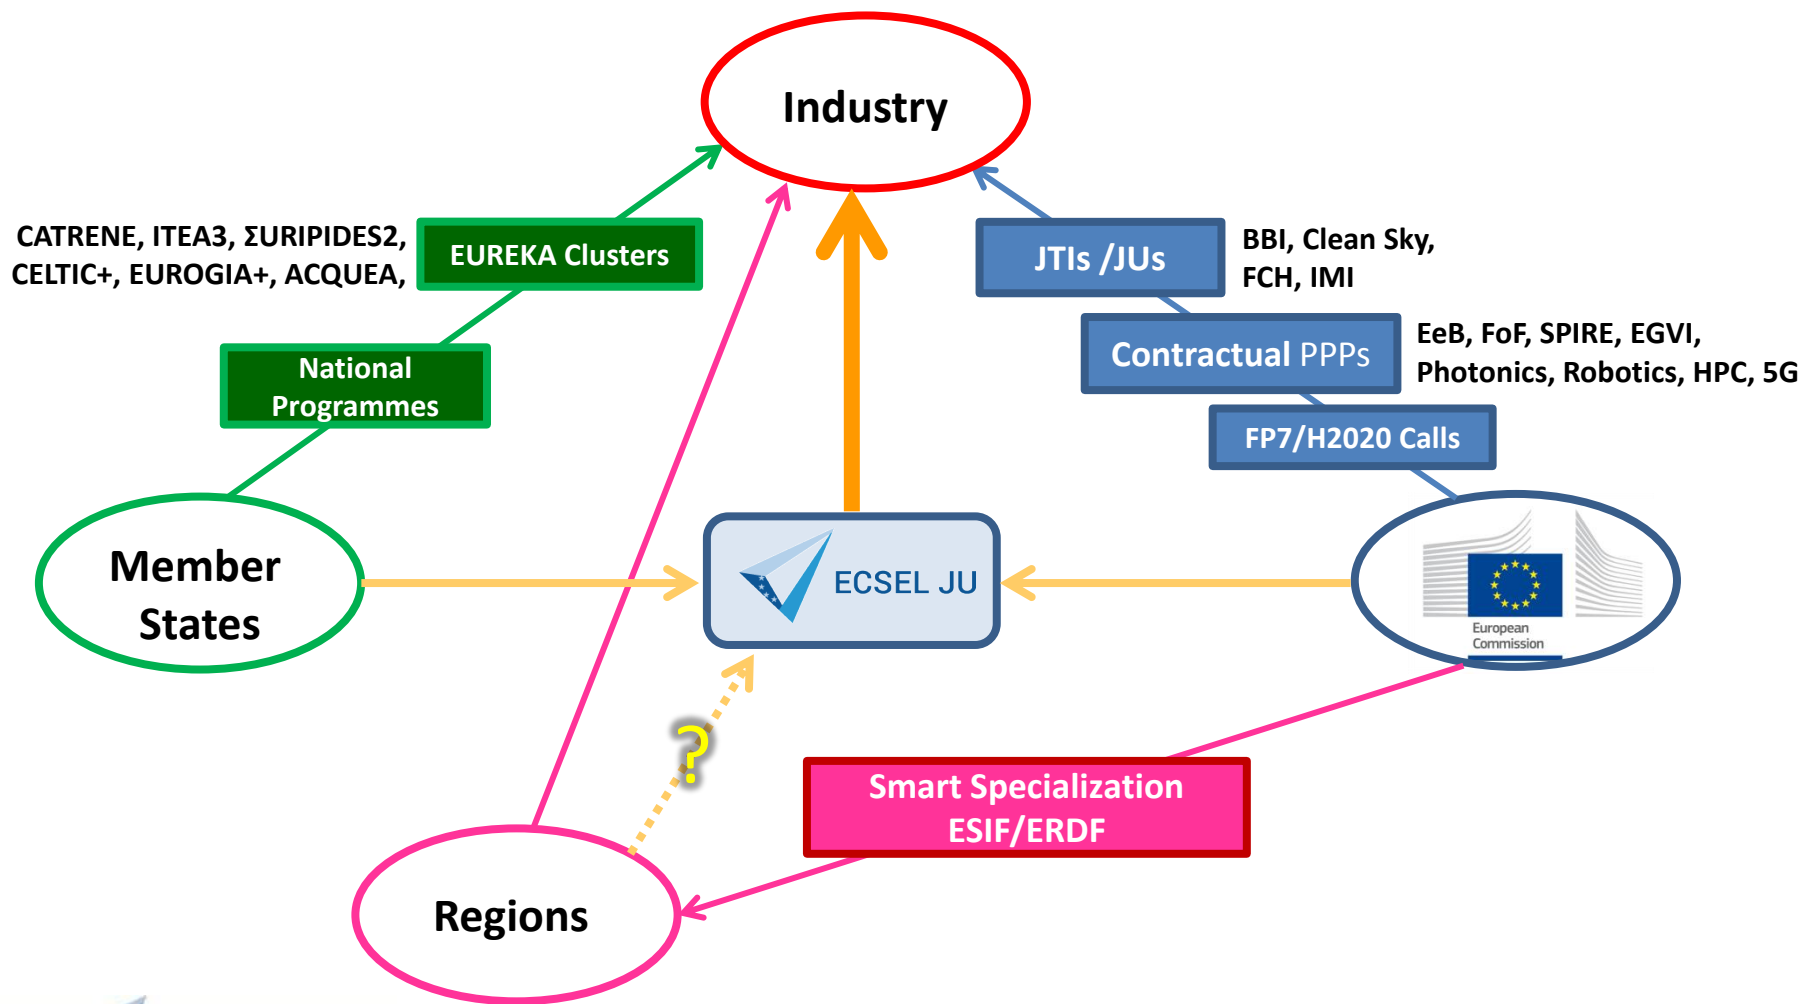 Industry
CATRENE, ITEA3, ΣURIPIDES2,
CELTIC+, EUROGIA+, ACQUEA,
EUREKA Clusters
JTIs /JUs
BBI, Clean Sky,
FCH, IMI
National
Programmes
Contractual PPPs
EeB, FoF, SPIRE, EGVI,
Photonics, Robotics, HPC, 5G
FP7/H2020 Calls
Member
States
ECSEL JU
European
Commission
?
Smart Specialization
ESIF/ERDF
Regions